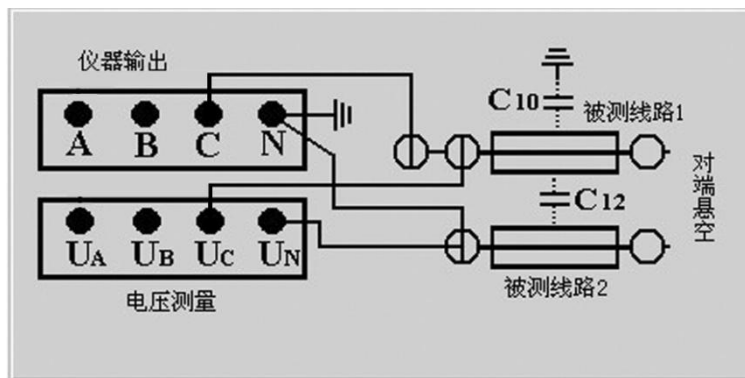 仪器输出
A B C N
C10
被测线路1
对端悬空
C12
UA UB UC UN
被测线路2
电压测量